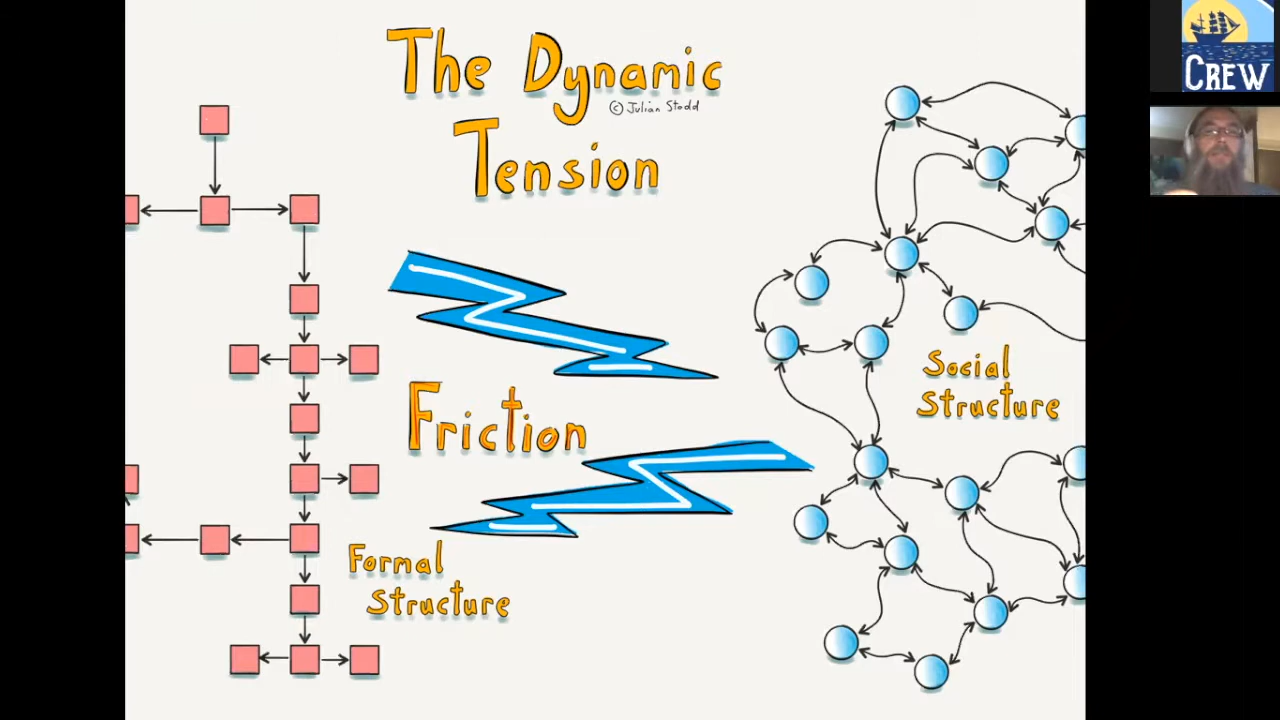 The Dynamic
© Julian Stodd
Tension
Friction
Social
Structure
Formal
Structure
CREW